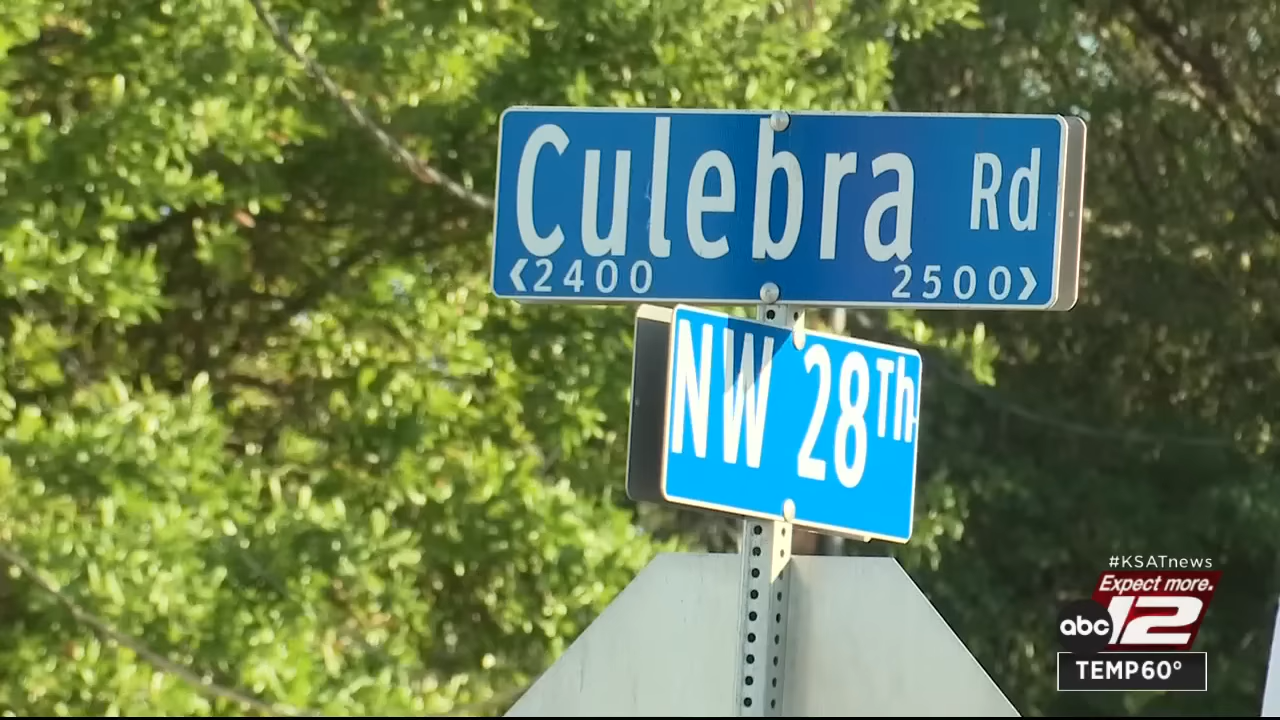 Culebra Rd
‹2400 2500›
NW 28Th
#KSATnews
Expect more.
abc 12
TEMP60°